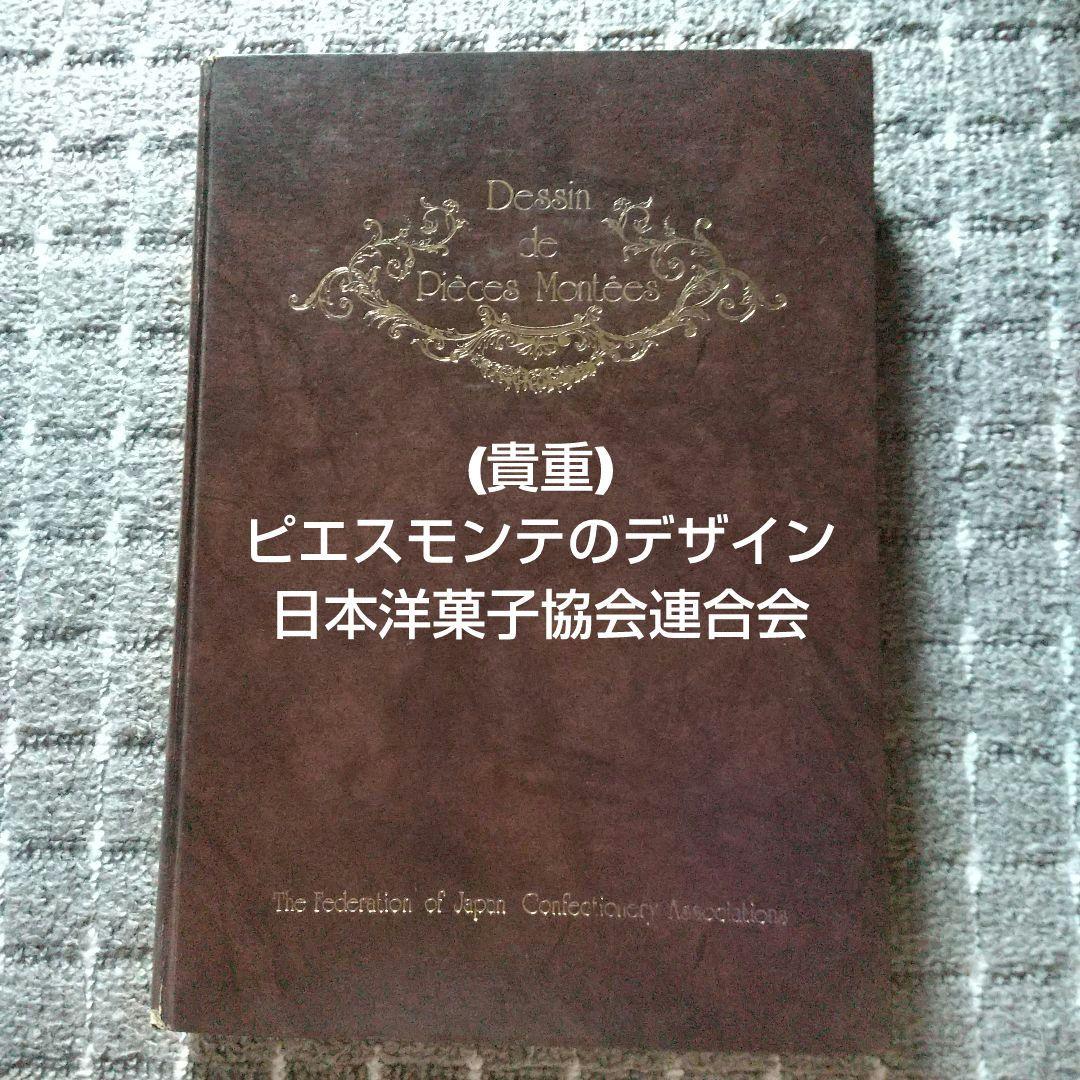 Dessin
de
Pièces Montées
(貴重)
ピエスモンテのデザイン
日本洋菓子協会連合会
The Federation of Japan Confectionery Associations